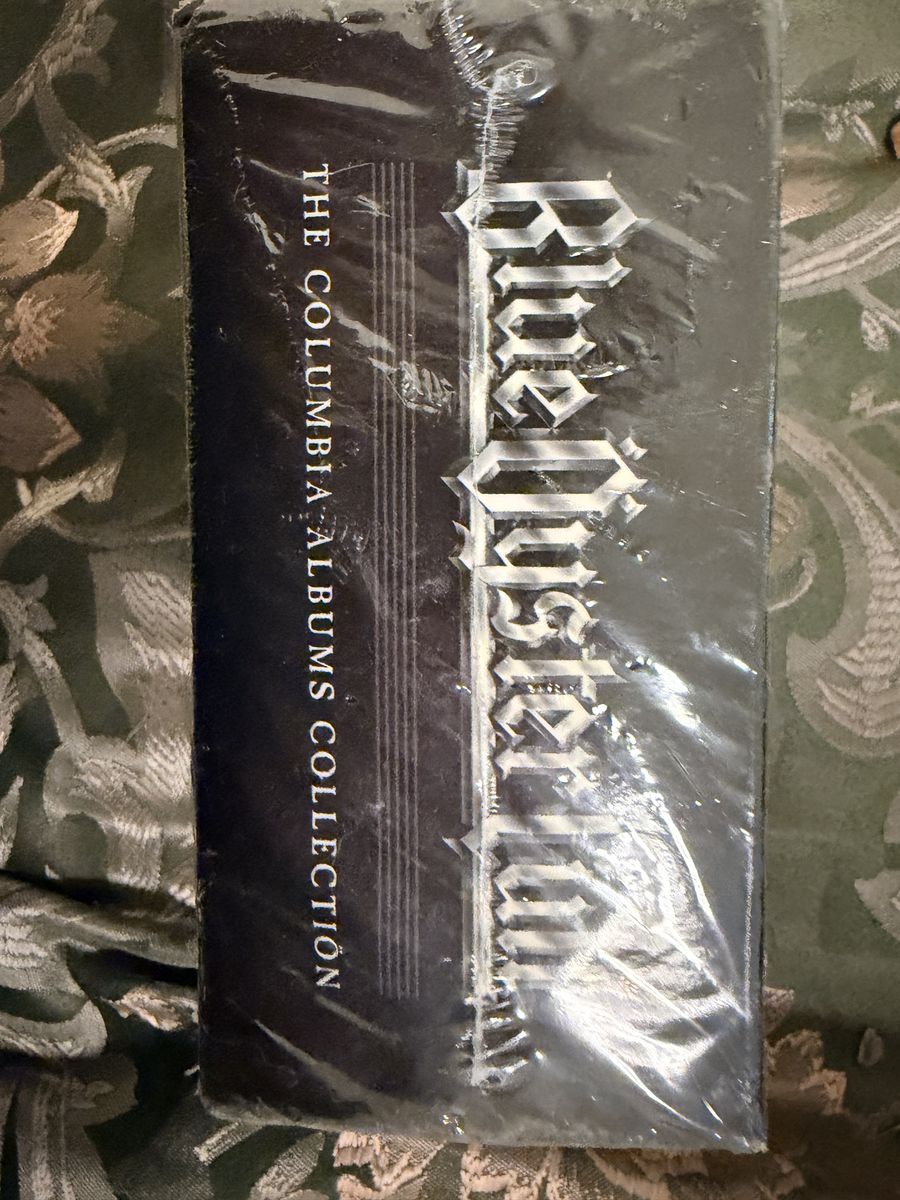 Blue Öyster Cult
THE COLUMBIA ALBUMS COLLECTION